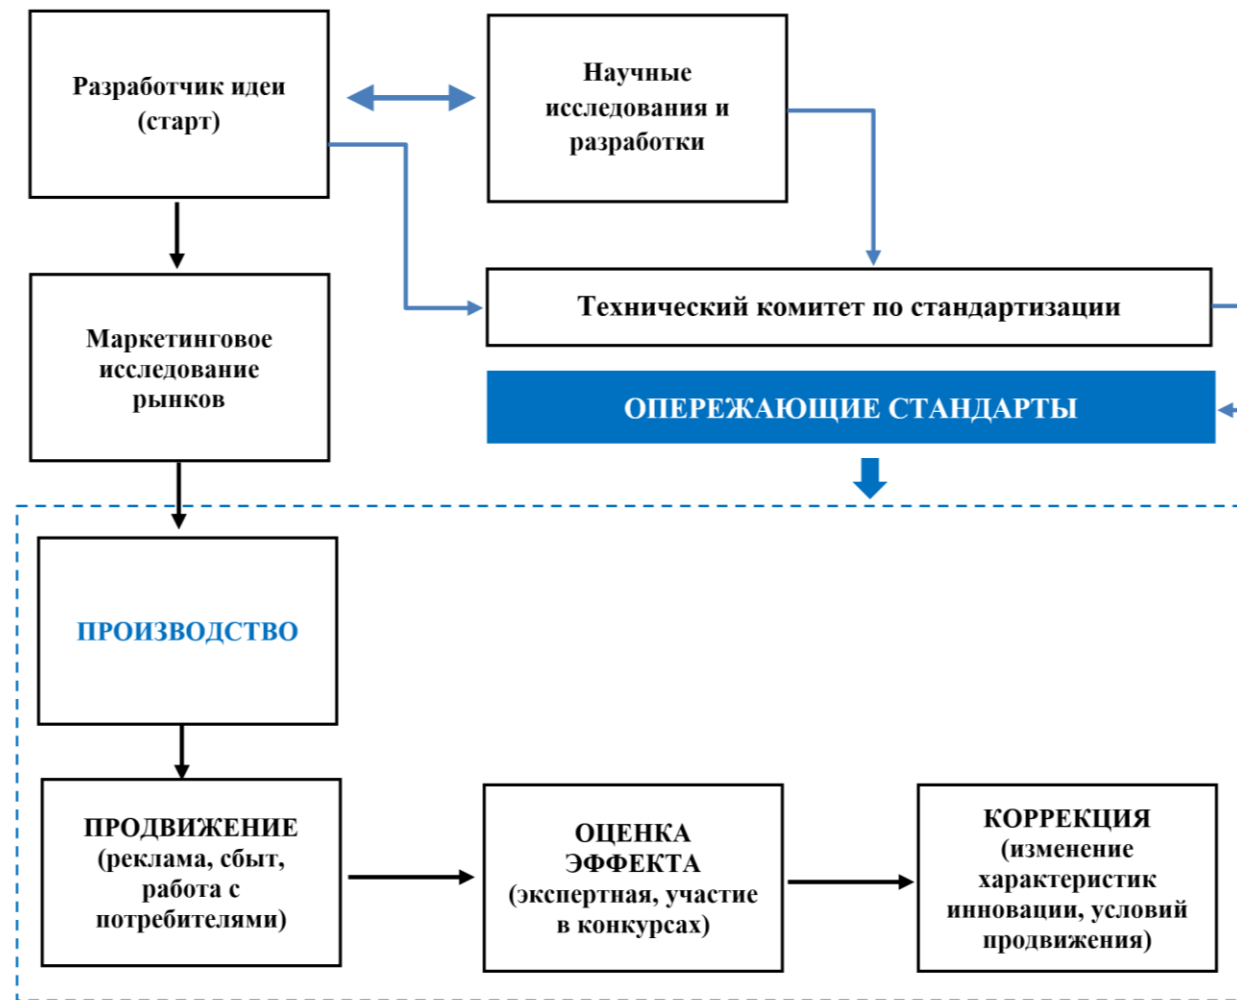 Разработчик идеи
(старт)
Научные
исследования и
разработки
Технический комитет по стандартизации
Маркетинговое
исследование
рынков
ОПЕРЕЖАЮЩИЕ СТАНДАРТЫ
ПРОИЗВОДСТВО
ПРОДВИЖЕНИЕ
(реклама, сбыт,
работа с
потребителями)
ОЦЕНКА
ЭФФЕКТА
(экспертная, участие
в конкурсах)
КОРРЕКЦИЯ
(изменение
характеристик
инновации, условий
продвижения)